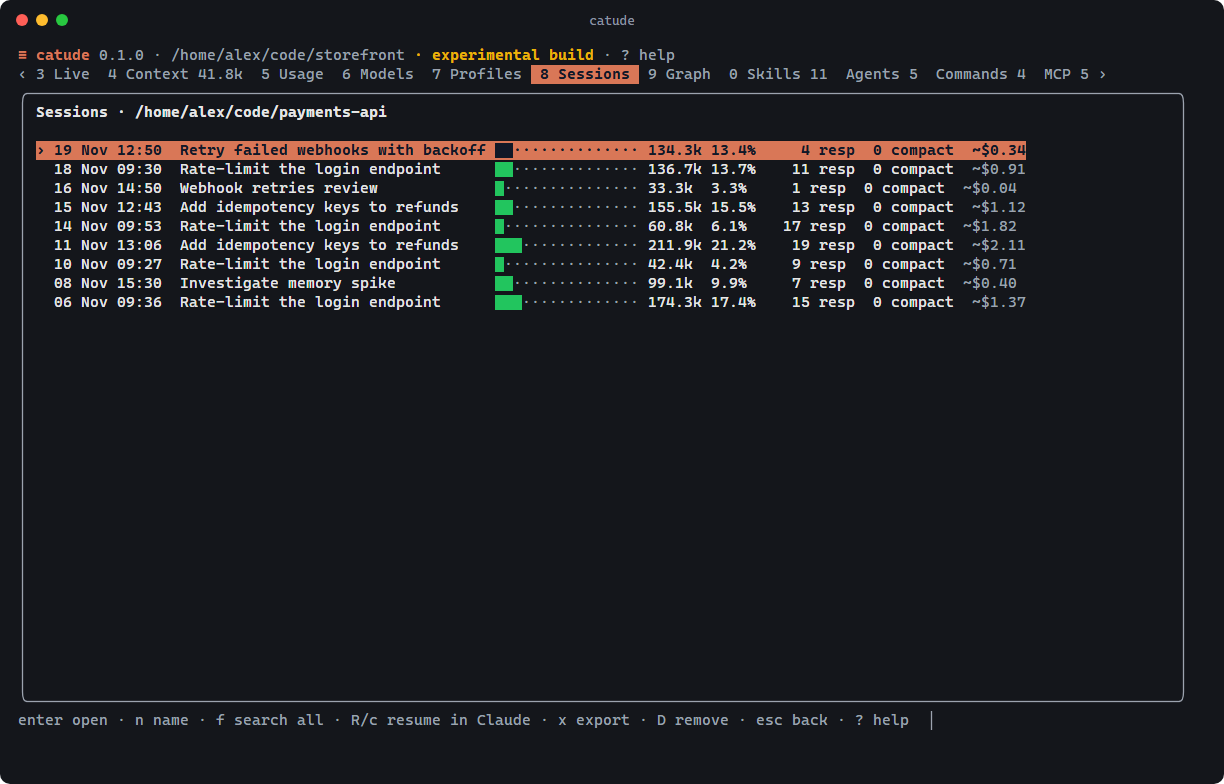 catude
≡ catude 0.1.0 · /home/alex/code/storefront · experimental build · ? help
‹ 3 Live 4 Context 41.8k 5 Usage 6 Models 7 Profiles 8 Sessions 9 Graph 0 Skills 11 Agents 5 Commands 4 MCP 5 ›
Sessions · /home/alex/code/payments-api
› 19 Nov 12:50 Retry failed webhooks with backoff ·············· 134.3k 13.4% 4 resp 0 compact ~$0.34
18 Nov 09:30 Rate-limit the login endpoint ·············· 136.7k 13.7% 11 resp 0 compact ~$0.91
16 Nov 14:50 Webhook retries review ··············· 33.3k 3.3% 1 resp 0 compact ~$0.04
15 Nov 12:43 Add idempotency keys to refunds ·············· 155.5k 15.5% 13 resp 0 compact ~$1.12
14 Nov 09:53 Rate-limit the login endpoint ··············· 60.8k 6.1% 17 resp 0 compact ~$1.82
11 Nov 13:06 Add idempotency keys to refunds ············· 211.9k 21.2% 19 resp 0 compact ~$2.11
10 Nov 09:27 Rate-limit the login endpoint ··············· 42.4k 4.2% 9 resp 0 compact ~$0.71
08 Nov 15:30 Investigate memory spike ·············· 99.1k 9.9% 7 resp 0 compact ~$0.40
06 Nov 09:36 Rate-limit the login endpoint ············· 174.3k 17.4% 15 resp 0 compact ~$1.37
enter open · n name · f search all · R/c resume in Claude · x export · D remove · esc back · ? help